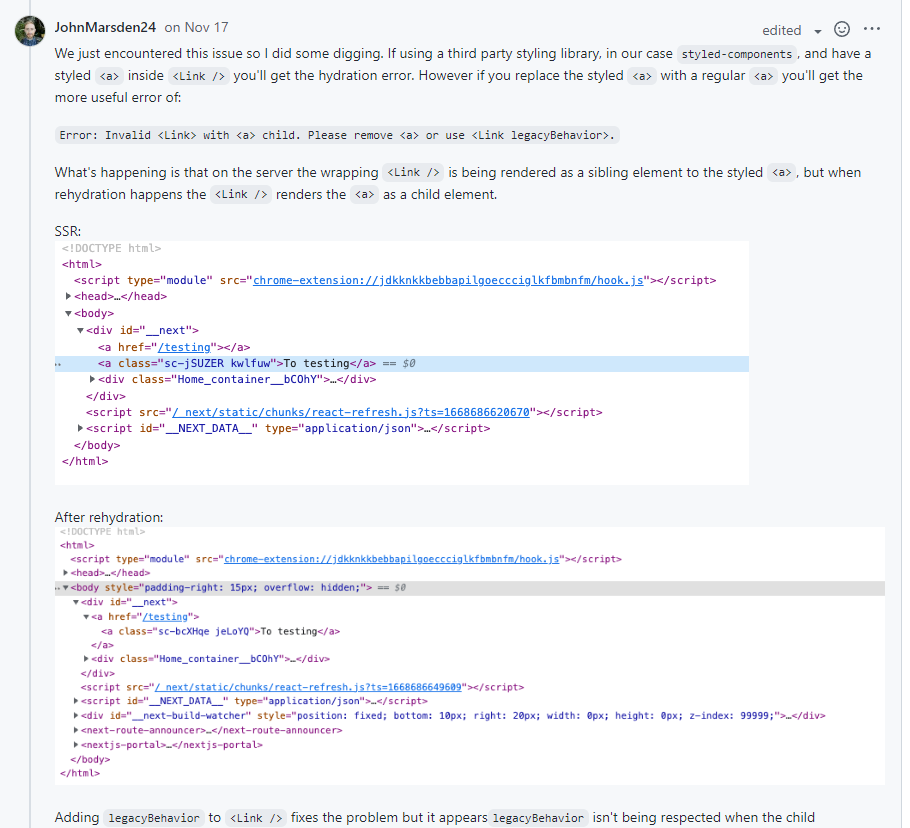 JohnMarsden24 on Nov 17 edited
We just encountered this issue so I did some digging. If using a third party styling library, in our case styled-components, and have a
styled <a> inside <Link /> you'll get the hydration error. However if you replace the styled <a> with a regular <a> you'll get the
more useful error of:
Error: Invalid <Link> with <a> child. Please remove <a> or use <Link legacyBehavior>.
What's happening is that on the server the wrapping <Link /> is being rendered as a sibling element to the styled <a>, but when
rehydration happens the <Link /> renders the <a> as a child element.
SSR:
<!DOCTYPE html>
<html>
<script type="module" src="chrome-extension://jdkknkkbebbapilgoeccciglkfbmbnfm/hook.js"></script>
<head>…</head>
<body>
<div id="__next">
<a href="/testing"></a>
<a class="sc-jSUZER kwlfuw">To testing</a> == $0
<div class="Home_container__bCOhY">…</div>
</div>
<script src="/_next/static/chunks/react-refresh.js?ts=1668686620670"></script>
<script id="__NEXT_DATA__" type="application/json">…</script>
</body>
</html>
After rehydration:
<!DOCTYPE html>
<html>
<script type="module" src="chrome-extension://jdkknkkbebbapilgoeccciglkfbmbnfm/hook.js"></script>
<head>…</head>
<body style="padding-right: 15px; overflow: hidden;"> == $0
<div id="__next">
<a href="/testing">
<a class="sc-bcXHqe jeLoYQ">To testing</a>
</a>
<div class="Home_container__bCOhY">…</div>
</div>
<script src="/_next/static/chunks/react-refresh.js?ts=1668686649609"></script>
<script id="__NEXT_DATA__" type="application/json">…</script>
<div id="__next-build-watcher" style="position: fixed; bottom: 10px; right: 20px; width: 0px; height: 0px; z-index: 99999;">…</div>
<next-route-announcer>…</next-route-announcer>
<nextjs-portal>…</nextjs-portal>
</body>
</html>
Adding legacyBehavior to <Link /> fixes the problem but it appears legacyBehavior isn't being respected when the child